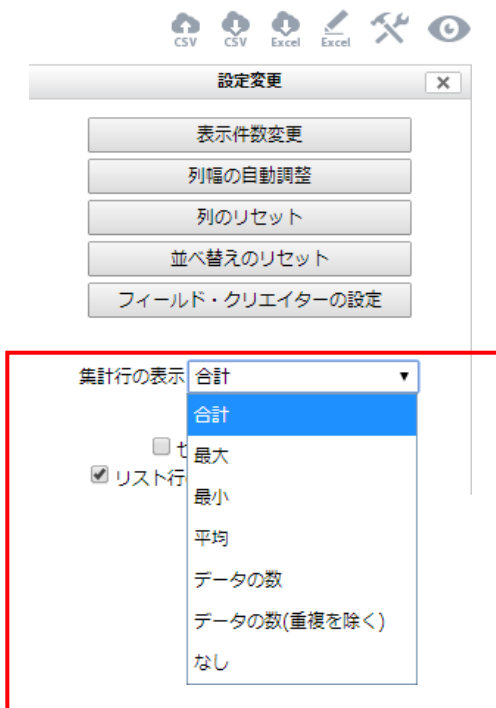 CSV CSV Excel Excel
設定変更
表示件数変更
列幅の自動調整
列のリセット
並べ替えのリセット
フィールド・クリエイターの設定
集計行の表示 合計
合計
最大
リスト行
最小
平均
データの数
データの数(重複を除く)
なし